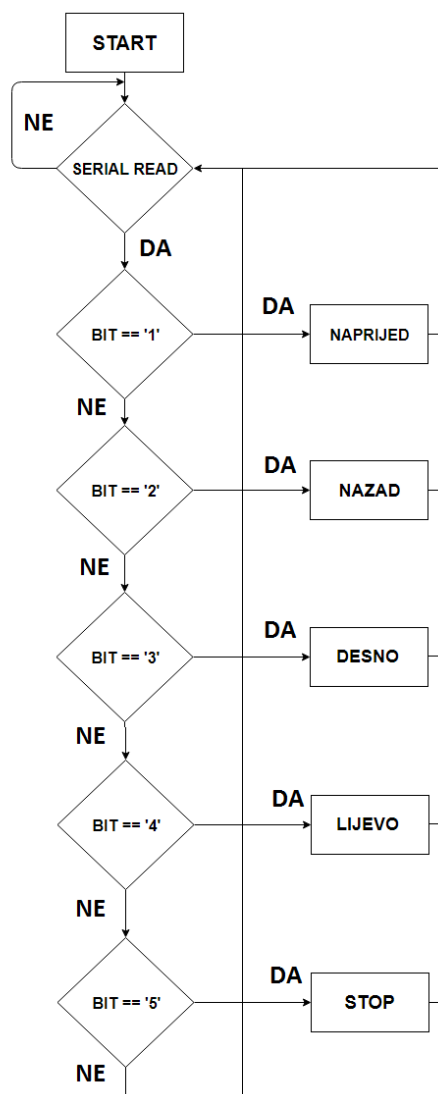 START
NE
SERIAL READ
DA
BIT == '1'
DA
NAPRIJED
NE
BIT == '2'
DA
NAZAD
NE
BIT == '3'
DA
DESNO
NE
BIT == '4'
DA
LIJEVO
NE
BIT == '5'
DA
STOP
NE